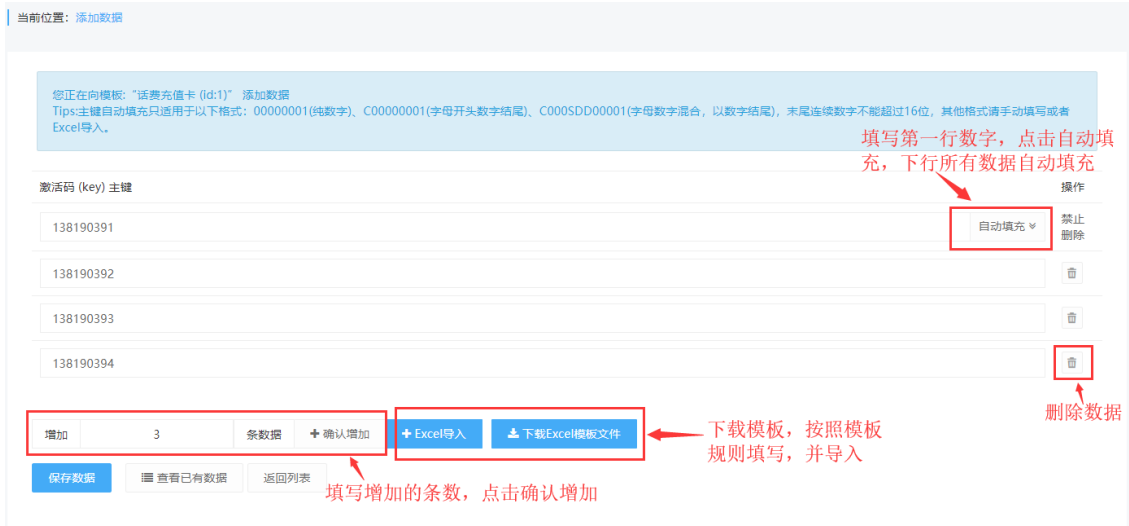 当前位置：添加数据
您正在向模板:“话费充值卡 (id:1)” 添加数据
Tips:主键自动填充只适用于以下格式：00000001(纯数字)、C00000001(字母开头数字结尾)、C000SDD00001(字母数字混合，以数字结尾)，末尾连续数字不能超过16位，其他格式请手动填写或者
Excel导入。
填写第一行数字，点击自动填
充，下行所有数据自动填充
激活码 (key) 主键
操作
138190391
自动填充
禁止
删除
138190392
138190393
138190394
删除数据
增加 3 条数据 确认增加
Excel导入
下载Excel模板文件
下载模板，按照模板
规则填写，并导入
保存数据
查看已有数据
返回列表
填写增加的条数，点击确认增加